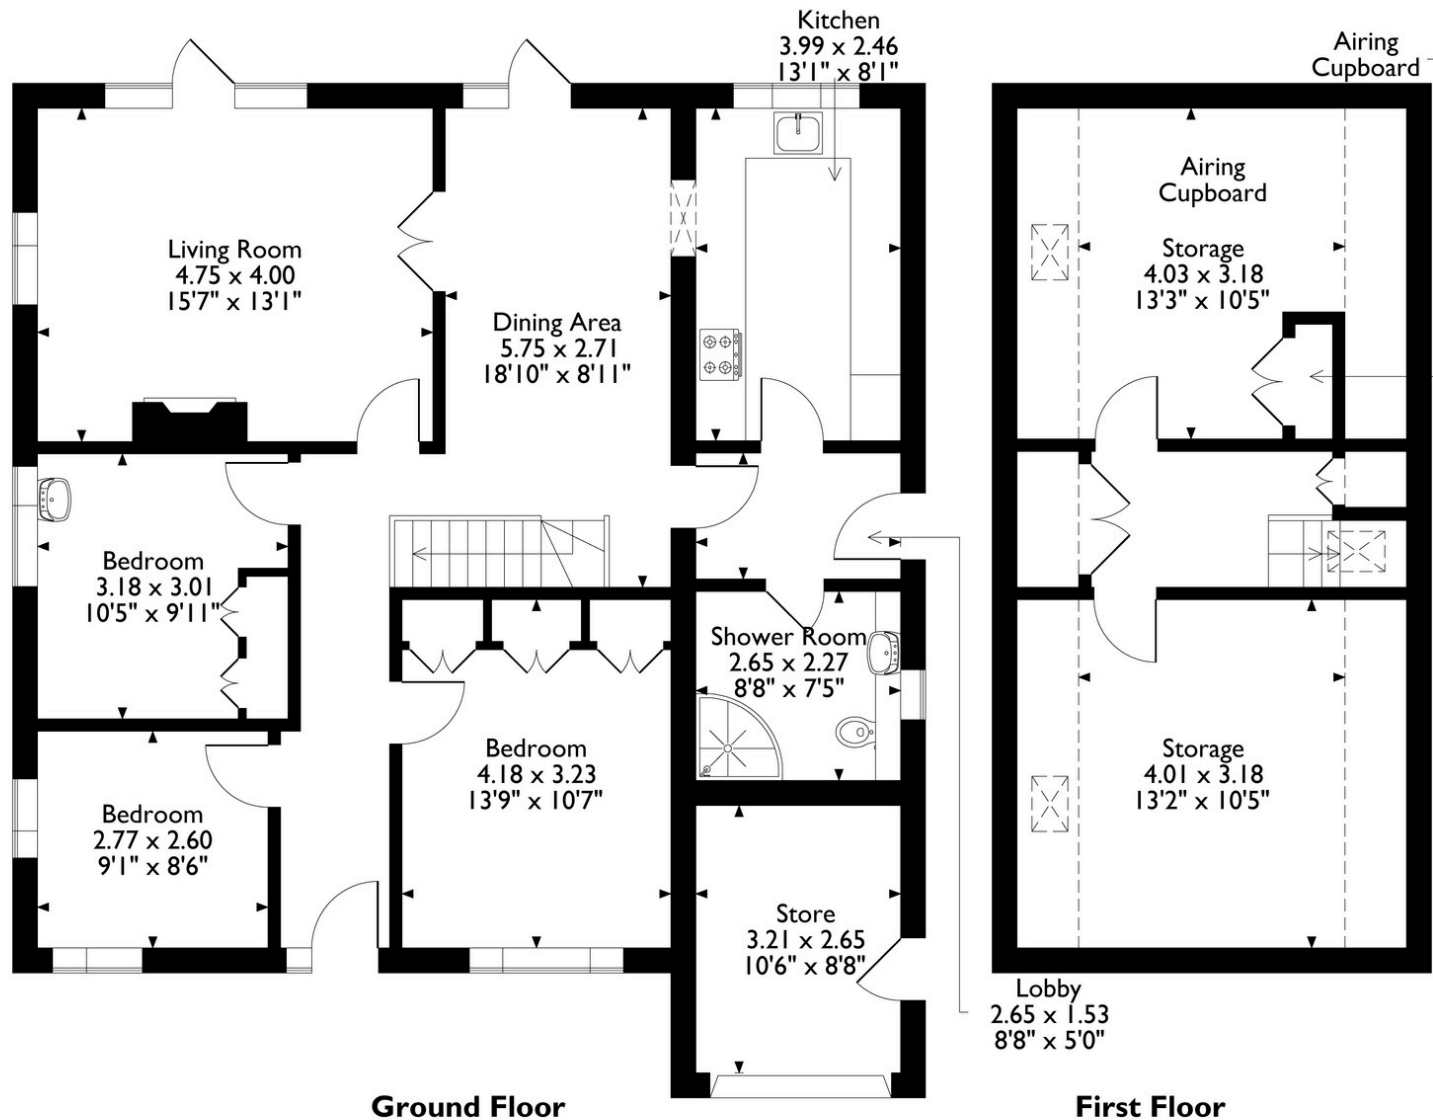 Kitchen
3.99 x 2.46
13'1" x 8'1"
Airing
Cupboard
Living Room
4.75 x 4.00
15'7" x 13'1"
Dining Area
5.75 x 2.71
18'10" x 8'11"
Airing
Cupboard
Storage
4.03 x 3.18
13'3" x 10'5"
Bedroom
3.18 x 3.01
10'5" x 9'11"
Shower Room
2.65 x 2.27
8'8" x 7'5"
Bedroom
4.18 x 3.23
13'9" x 10'7"
Storage
4.01 x 3.18
13'2" x 10'5"
Bedroom
2.77 x 2.60
9'1" x 8'6"
Store
3.21 x 2.65
10'6" x 8'8"
Lobby
2.65 x 1.53
8'8" x 5'0"
Ground Floor
First Floor